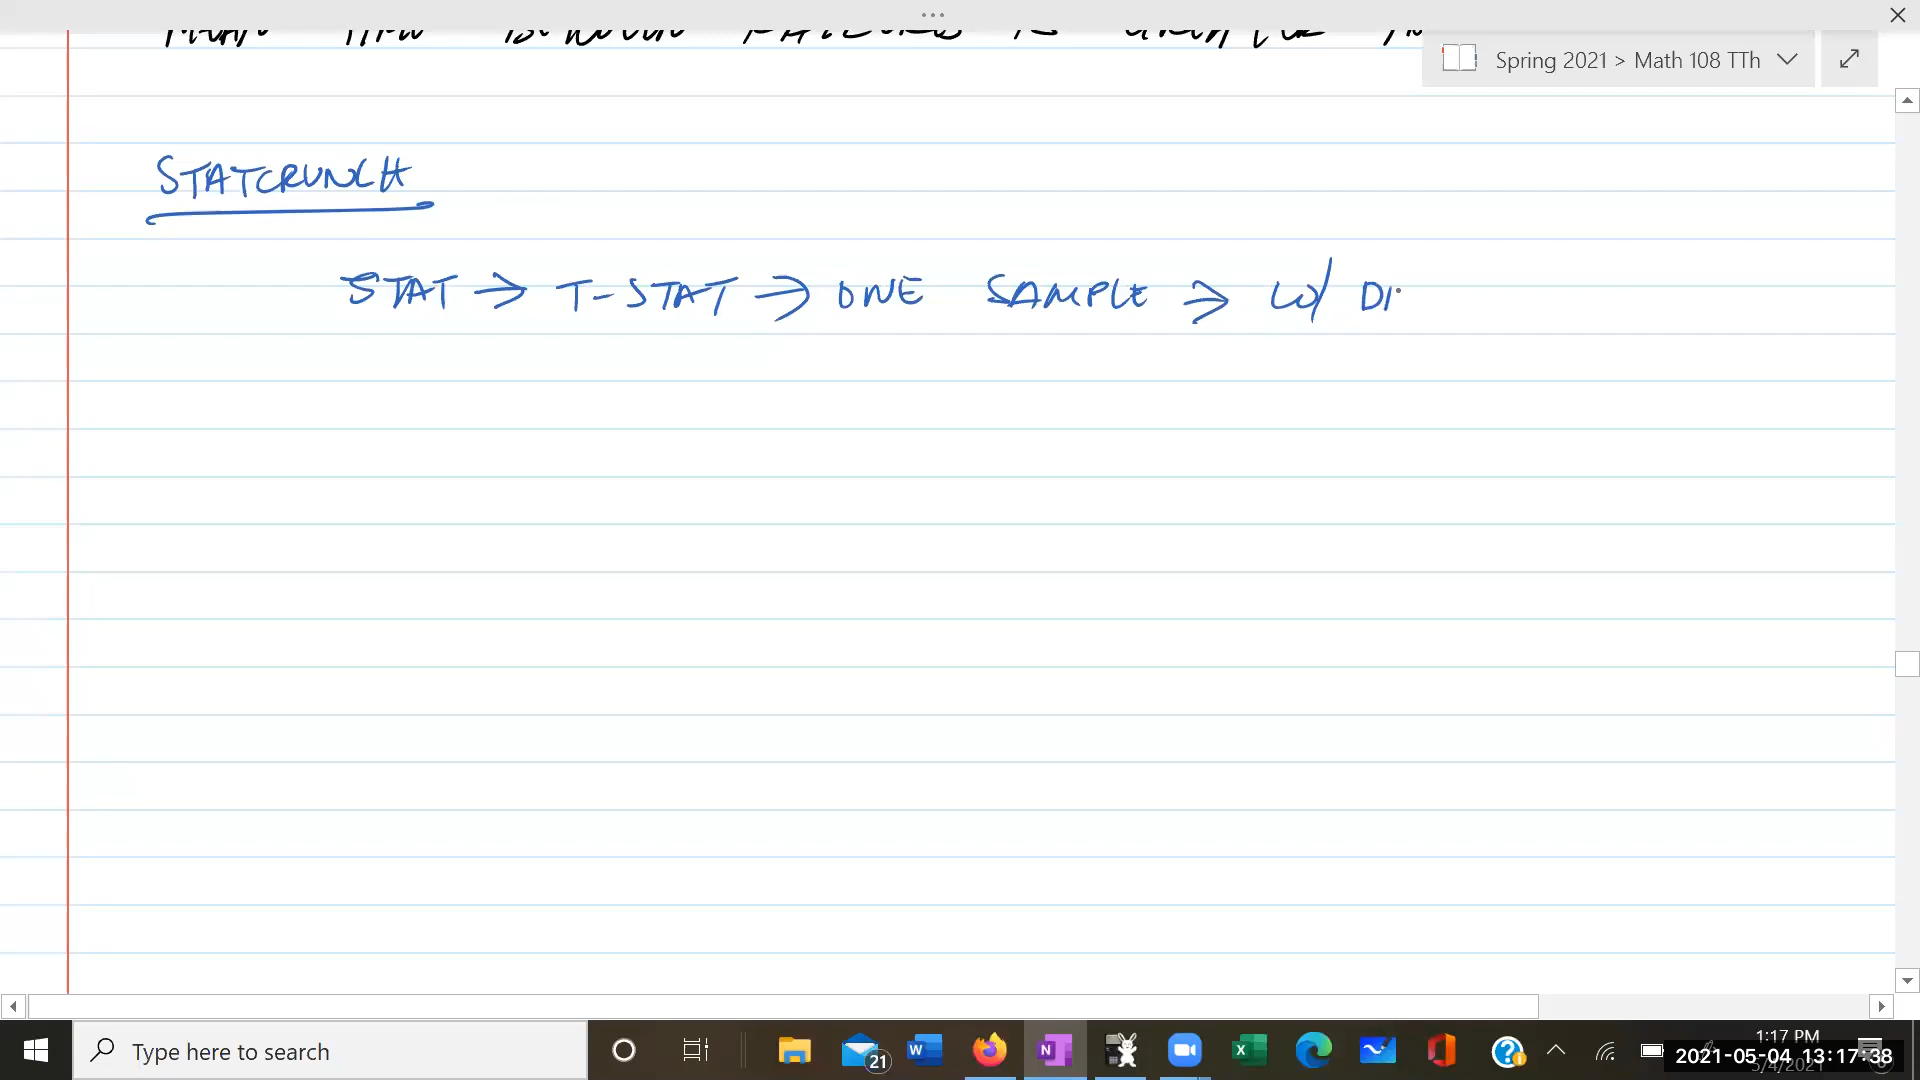 Spring 2021 > Math 108 TTh
STATCRUNCH
STAT → T-STAT → ONE SAMPLE → W/ DI
Type here to search
21
1:17 PM
2021-05-04 13:17:38